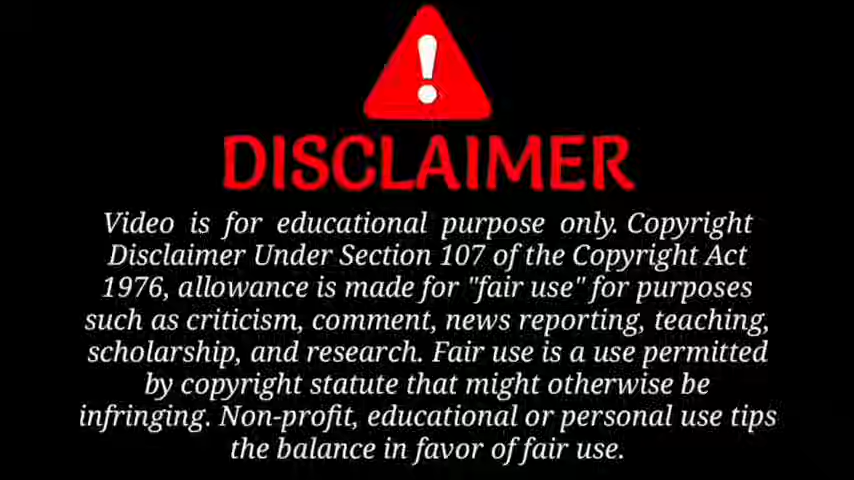 DISCLAIMER
Video is for educational purpose only. Copyright
Disclaimer Under Section 107 of the Copyright Act
1976, allowance is made for "fair use" for purposes
such as criticism, comment, news reporting, teaching,
scholarship, and research. Fair use is a use permitted
by copyright statute that might otherwise be
infringing. Non-profit, educational or personal use tips
the balance in favor of fair use.